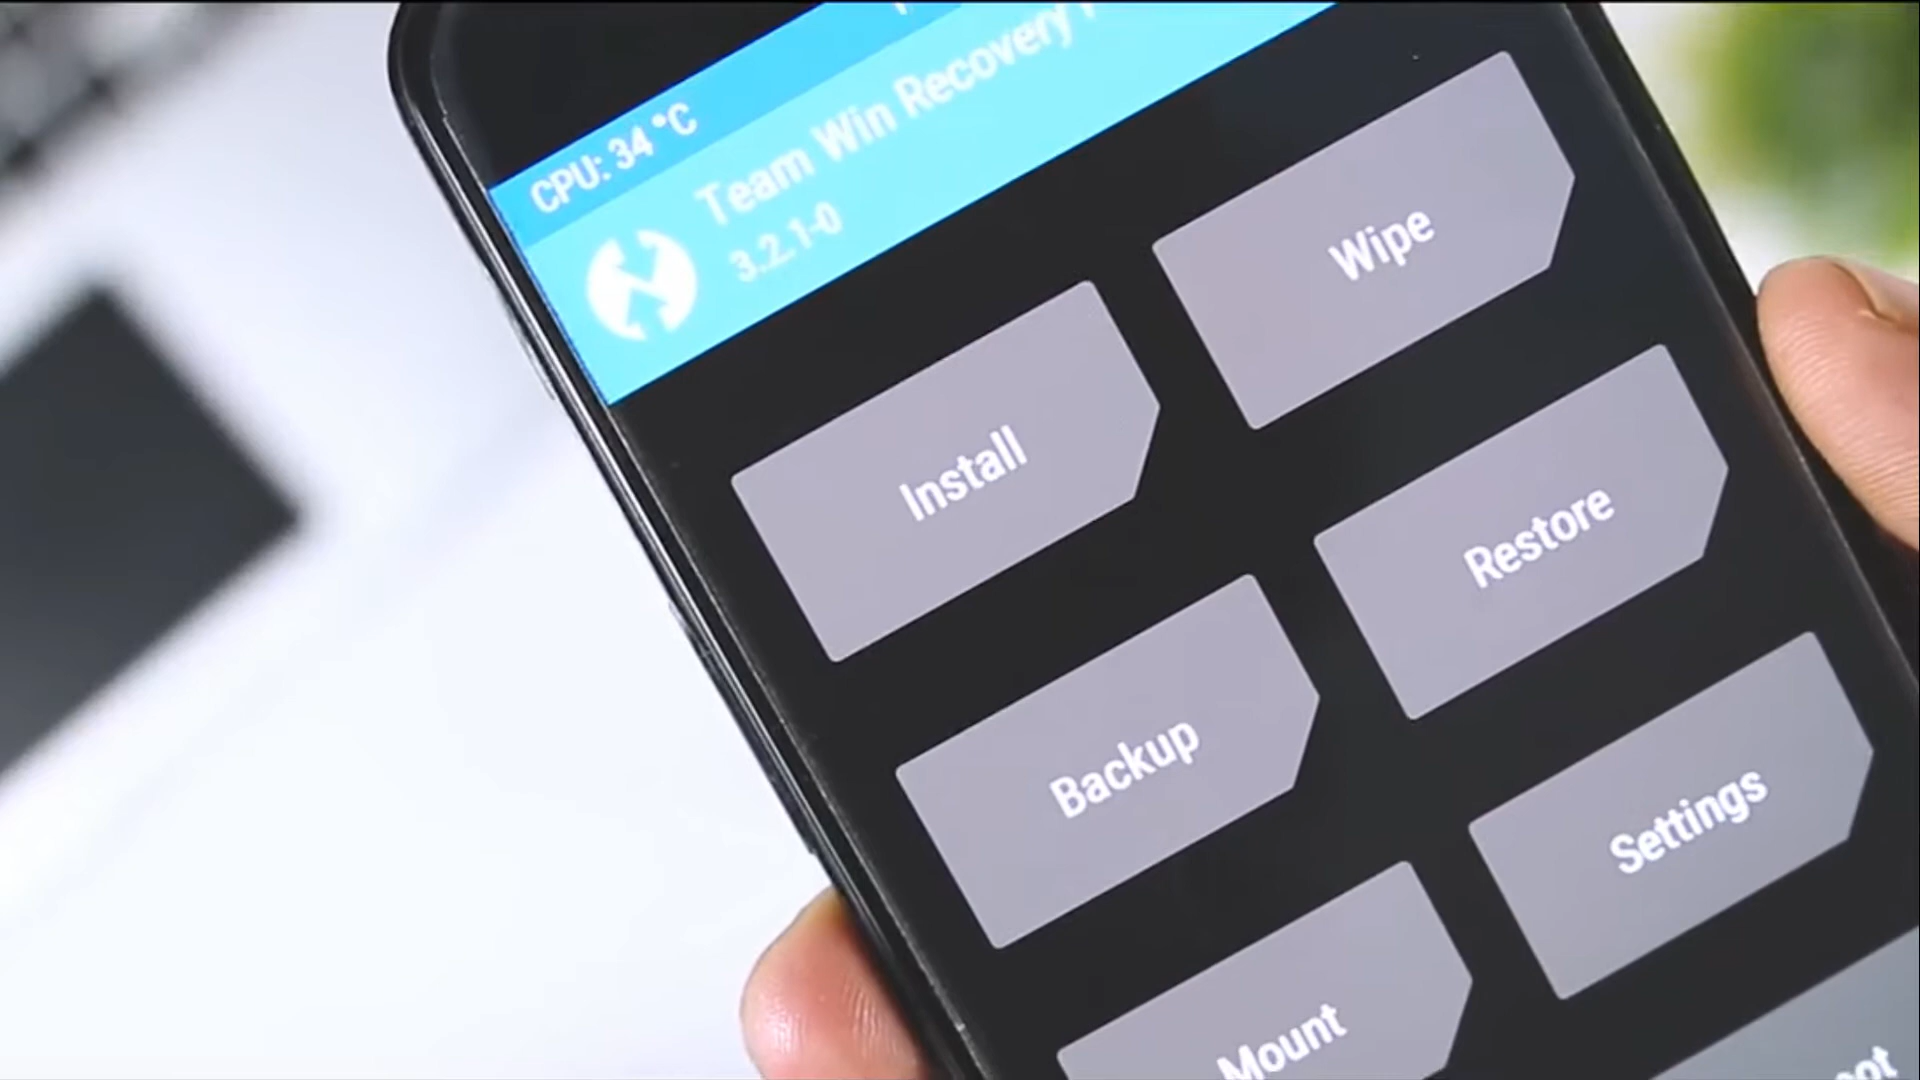 CPU: 34 °C
Team Win Recovery
3.2.1-0
Install
Wipe
Backup
Restore
Mount
Settings